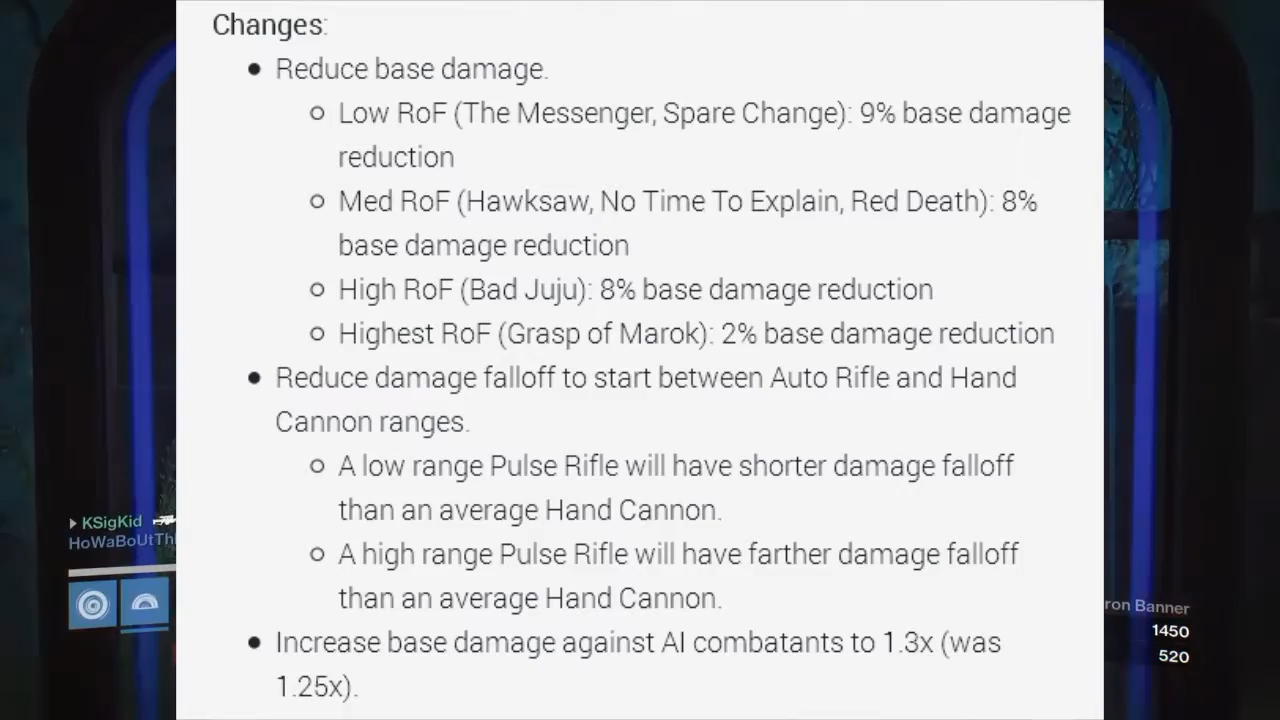 Changes:
Reduce base damage.
Low RoF (The Messenger, Spare Change): 9% base damage
reduction
Med RoF (Hawksaw, No Time To Explain, Red Death): 8%
base damage reduction
High RoF (Bad Juju): 8% base damage reduction
Highest RoF (Grasp of Marok): 2% base damage reduction
Reduce damage falloff to start between Auto Rifle and Hand
Cannon ranges.
A low range Pulse Rifle will have shorter damage falloff
than an average Hand Cannon.
A high range Pulse Rifle will have farther damage falloff
than an average Hand Cannon.
Increase base damage against AI combatants to 1.3x (was
1.25x).
KSigKid
HoWaBoUtTh
ron Banner
1450
520